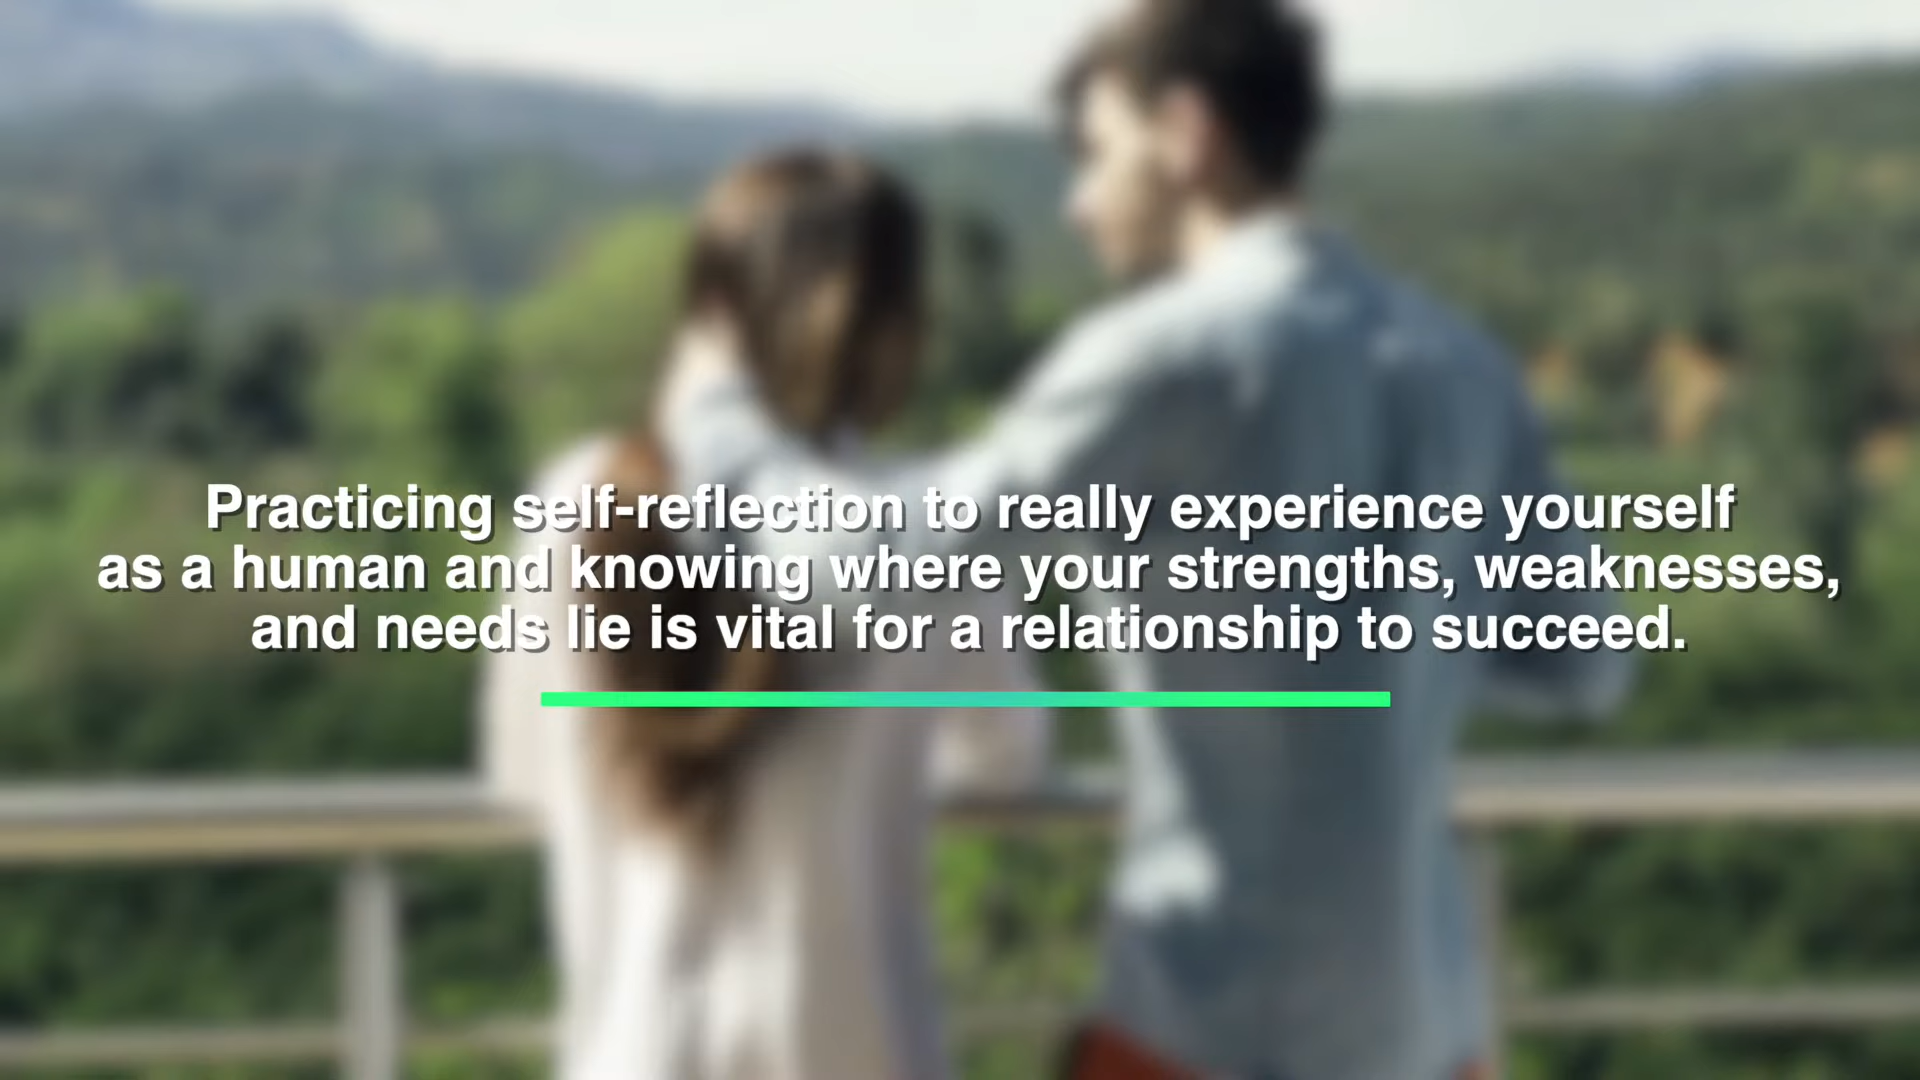 Practicing self-reflection to really experience yourself
as a human and knowing where your strengths, weaknesses,
and needs lie is vital for a relationship to succeed.